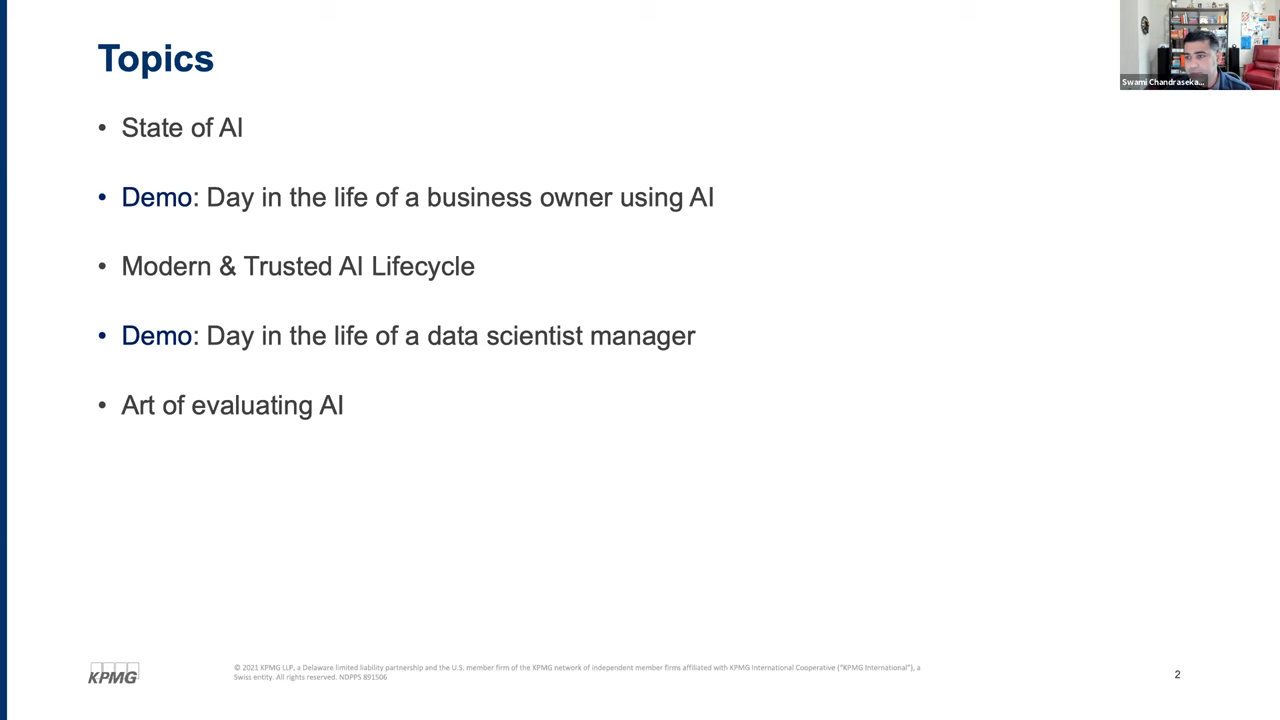 Topics
Swami Chandraseka...
• State of AI
• Demo: Day in the life of a business owner using AI
• Modern & Trusted AI Lifecycle
• Demo: Day in the life of a data scientist manager
• Art of evaluating AI
KPMG
© 2021 KPMG LLP, a Delaware limited liability partnership and the U.S. member firm of the KPMG network of independent member firms affiliated with KPMG International Cooperative ("KPMG International"), a
Swiss entity. All rights reserved. NDPPS 891506
2